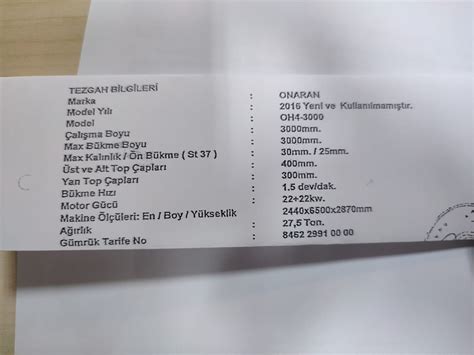 TEZGAH BİLGİLERİ
Marka : ONARAN
Model Yılı : 2016 Yeni ve Kullanılmamıştır.
Model : OH4-3000
Çalışma Boyu : 3000mm.
Max Bükme Boyu : 3000mm.
Max Kalınlık / Ön Bükme ( St 37 ) : 30mm. / 25mm.
Üst ve Alt Top Çapları : 400mm.
Yan Top Çapları : 300mm.
Bükme Hızı : 1,5 dev/dak.
Motor Gücü : 22+22kw.
Makine Ölçüleri: En / Boy / Yükseklik : 2440x6500x2870mm
Ağırlık : 27,5 Ton.
Gümrük Tarife No : 8462 2991 00 00